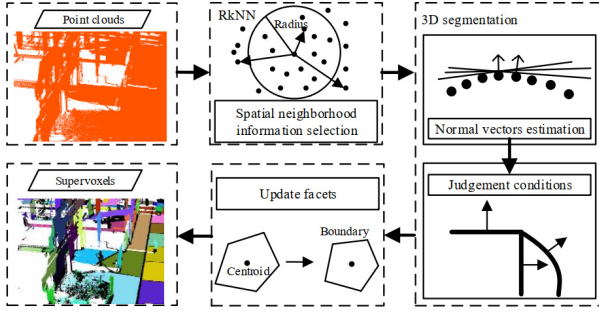 Point clouds
RkNN
Radius
Spatial neighborhood
information selection
3D segmentation
Normal vectors estimation
Judgement conditions
Update facets
Centroid
Boundary
Supervoxels